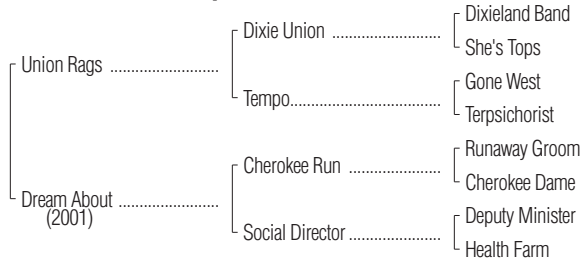 Dixieland Band
Dixie Union ........................
She's Tops
Union Rags ........................
Gone West
Tempo..................................
Terpsichorist
Runaway Groom
Cherokee Run ....................
Cherokee Dame
Dream About ......................
(2001)
Deputy Minister
Social Director ....................
Health Farm